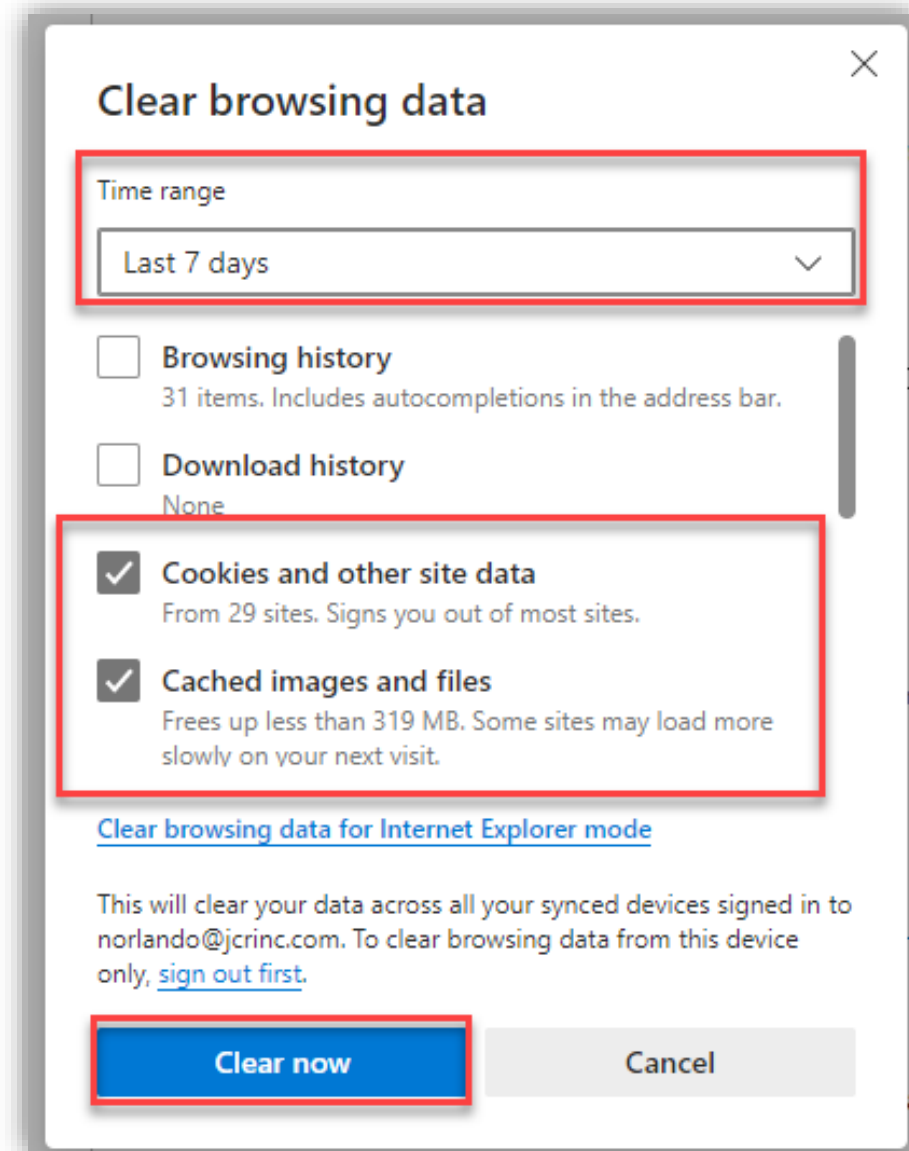 Clear browsing data
Time range
Last 7 days
Browsing history
31 items. Includes autocompletions in the address bar.
Download history
None
Cookies and other site data
From 29 sites. Signs you out of most sites.
Cached images and files
Frees up less than 319 MB. Some sites may load more
slowly on your next visit.
Clear browsing data for Internet Explorer mode
This will clear your data across all your synced devices signed in to
norlando@jcrinc.com. To clear browsing data from this device
only, sign out first.
Clear now
Cancel